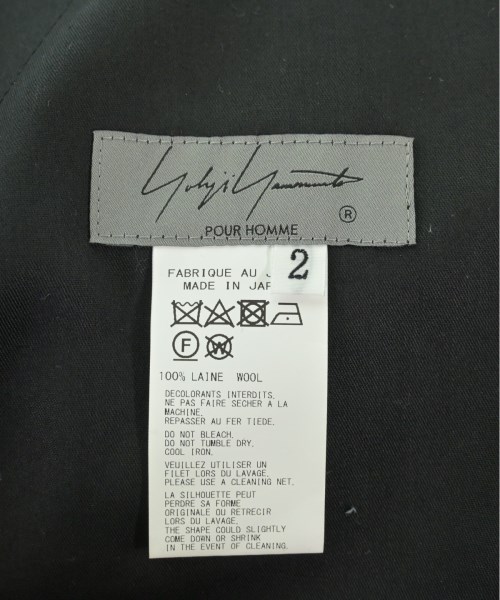 Yohji Yamamoto
®
POUR HOMME
2
FABRIQUE AU J
MADE IN JAP
F
W
100% LAINE WOOL
DECOLORANTS INTERDITS.
NE PAS FAIRE SECHER A LA
MACHINE.
REPASSER AU FER TIEDE.
DO NOT BLEACH.
DO NOT TUMBLE DRY.
COOL IRON.
VEUILLEZ UTILISER UN
FILET LORS DU LAVAGE.
PLEASE USE A CLEANING NET.
LA SILHOUETTE PEUT
PERDRE SA FORME
ORIGINALE OU RETRECIR
LORS DU LAVAGE.
THE SHAPE COULD SLIGHTLY
COME DOWN OR SHRINK
IN THE EVENT OF CLEANING.